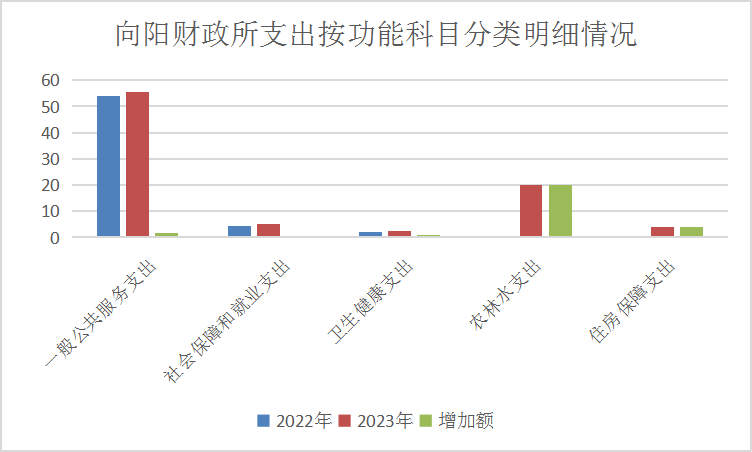 向阳财政所支出按功能科目分类明细情况
60
50
40
30
20
10
0
一般公共服务支出
社会保障和就业支出
卫生健康支出
农林水支出
住房保障支出
2022年 2023年 增加额